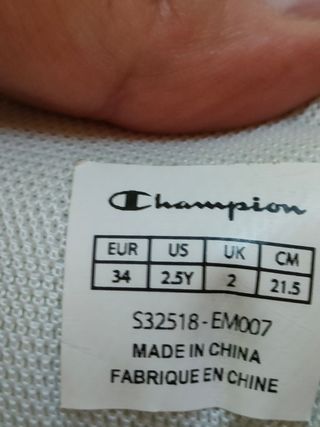 Champion
EUR US UK CM
34 2.5Y 2 21.5
S32518-EM007
MADE IN CHINA
FABRIQUE EN CHINE